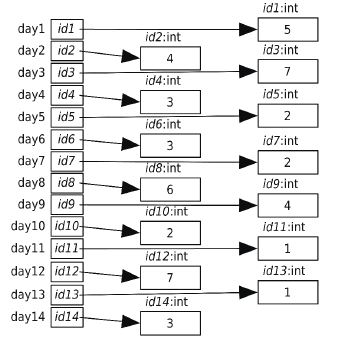 id1:int
day1 id1 5
id2:int
day2 id2 4
id3:int
day3 id3 7
id4:int
day4 id4 3
id5:int
day5 id5 2
id6:int
day6 id6 3
id7:int
day7 id7 2
id8:int
day8 id8 6
id9:int
day9 id9 4
id10:int
day10 id10 2
id11:int
day11 id11 1
id12:int
day12 id12 7
id13:int
day13 id13 1
id14:int
day14 id14 3